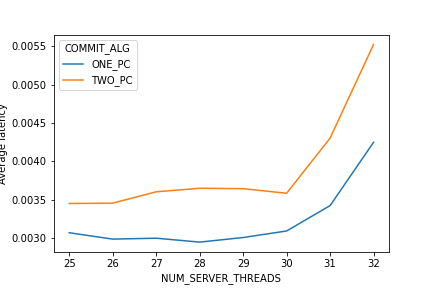 COMMIT_ALG
ONE_PC
TWO_PC
0.0055
0.0050
0.0045
0.0040
0.0035
0.0030
Average latency
25 26 27 28 29 30 31 32
NUM_SERVER_THREADS